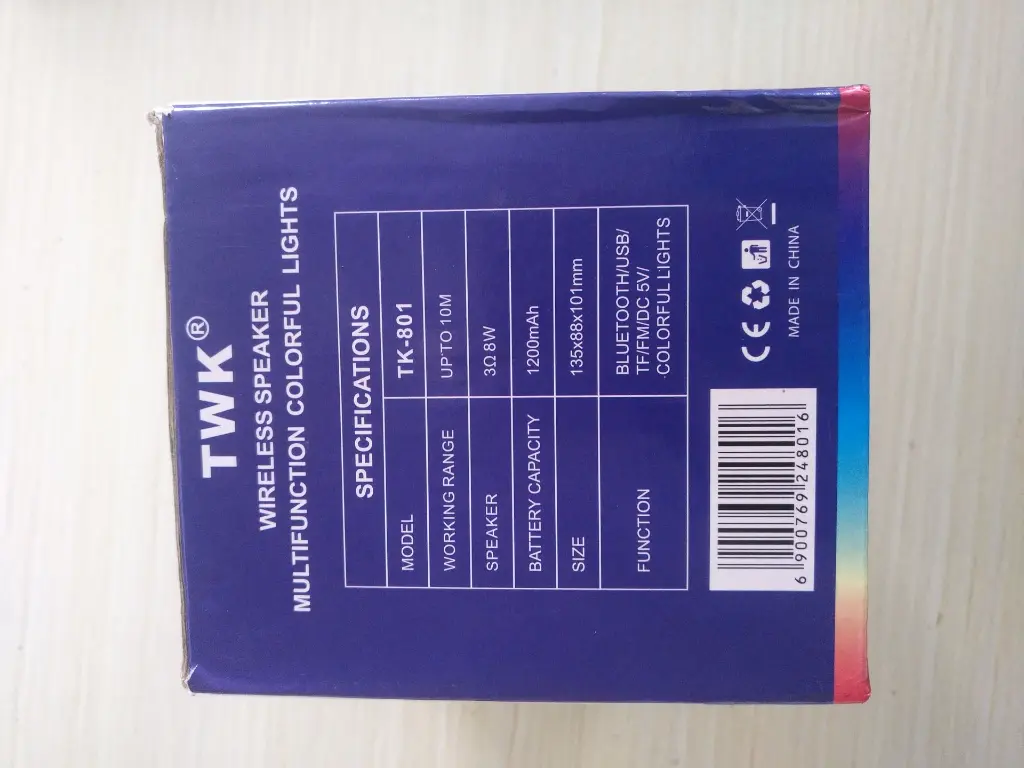 TWK®
WIRELESS SPEAKER
MULTIFUNCTION COLORFUL LIGHTS
SPECIFICATIONS
MODEL TK-801
WORKING RANGE UP TO 10M
SPEAKER 3Ω 8W
BATTERY CAPACITY 1200mAh
SIZE 135x88x101mm
FUNCTION BLUETOOTH/USB/
TF/FM/DC 5V/
COLORFUL LIGHTS
6 900769 248016
CE
MADE IN CHINA